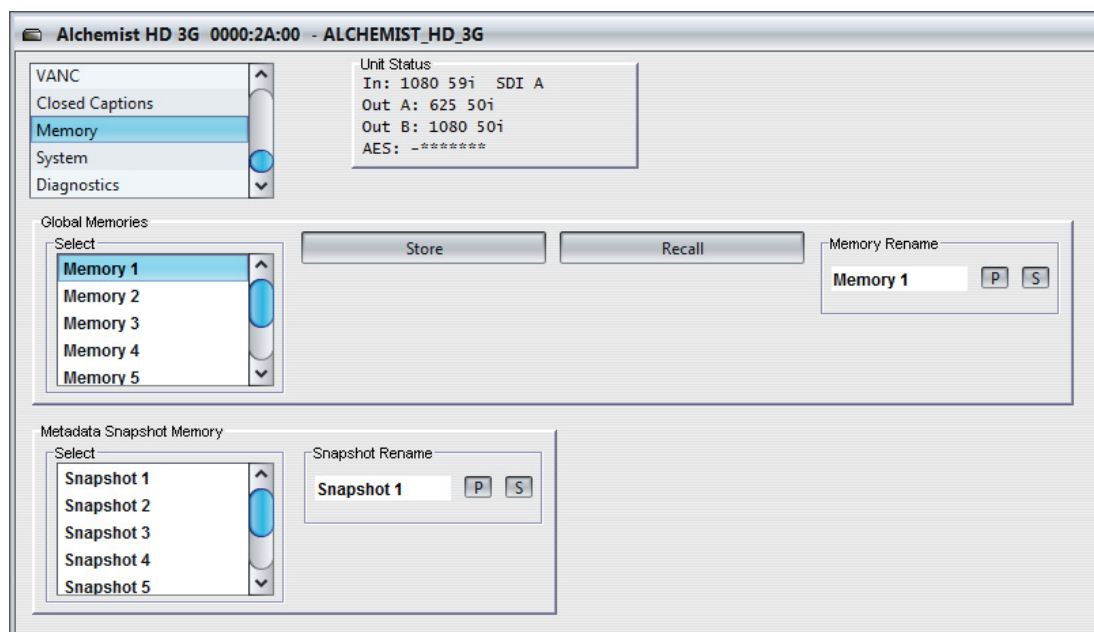 Alchemist HD 3G 0000:2A:00 - ALCHEMIST_HD_3G
VANC
Closed Captions
Memory
System
Diagnostics
Unit Status
In: 1080 59i SDI A
Out A: 625 50i
Out B: 1080 50i
AES: -*******
Global Memories
Select
Memory 1
Memory 2
Memory 3
Memory 4
Memory 5
Store
Recall
Memory Rename
Memory 1
P
S
Metadata Snapshot Memory
Select
Snapshot 1
Snapshot 2
Snapshot 3
Snapshot 4
Snapshot 5
Snapshot Rename
Snapshot 1
P
S